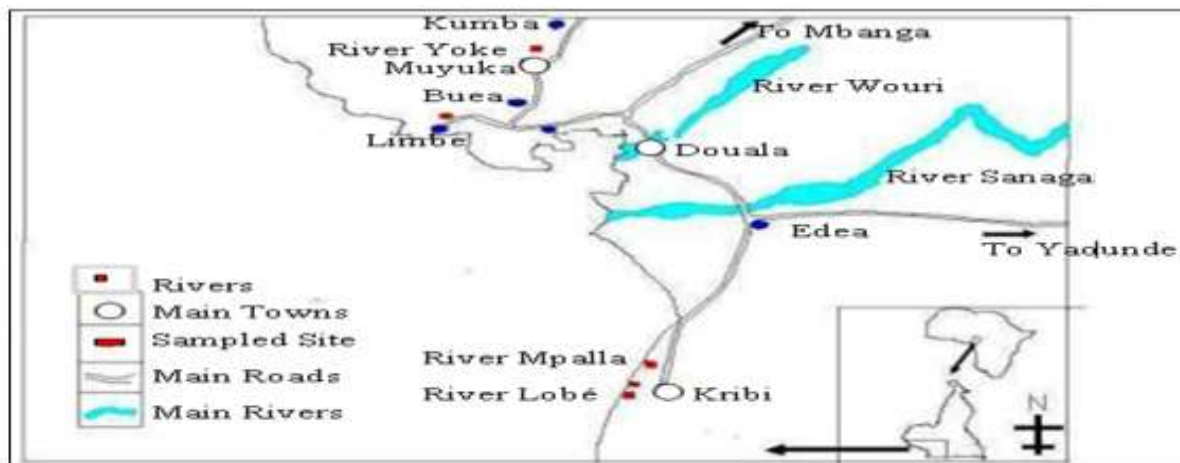 Kumba
To Mbanga
River Yoke
Muyuka
River Wouri
Buea
Limbe
Douala
River Sanaga
Edea
To Yaqunde
Rivers
Main Towns
Sampled Site
River Mpalla
Main Roads
River Lobé
Kribi
Main Rivers
N